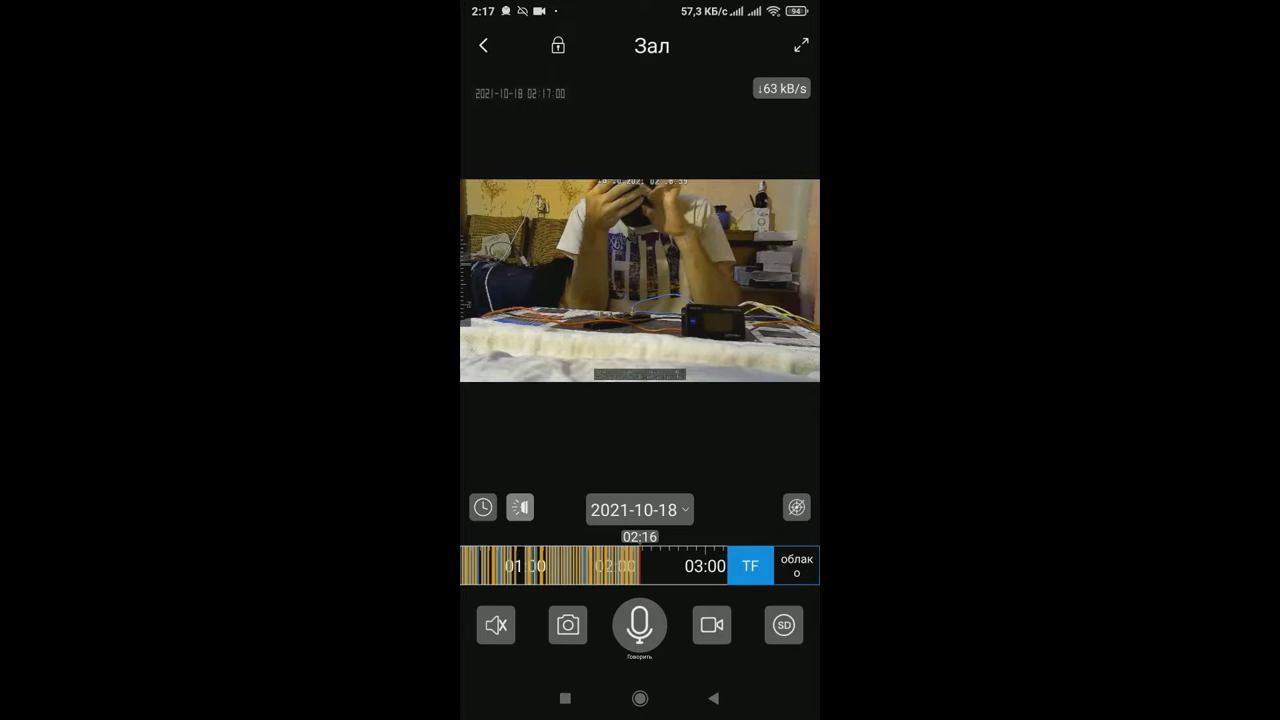 2:17
57,3 КБ/с
94
Зал
2021-10-18 02:17:00
↓63 kB/s
2021-10-18
02:16
01:00
02:00
03:00
TF
облак
о
SD
Говорить